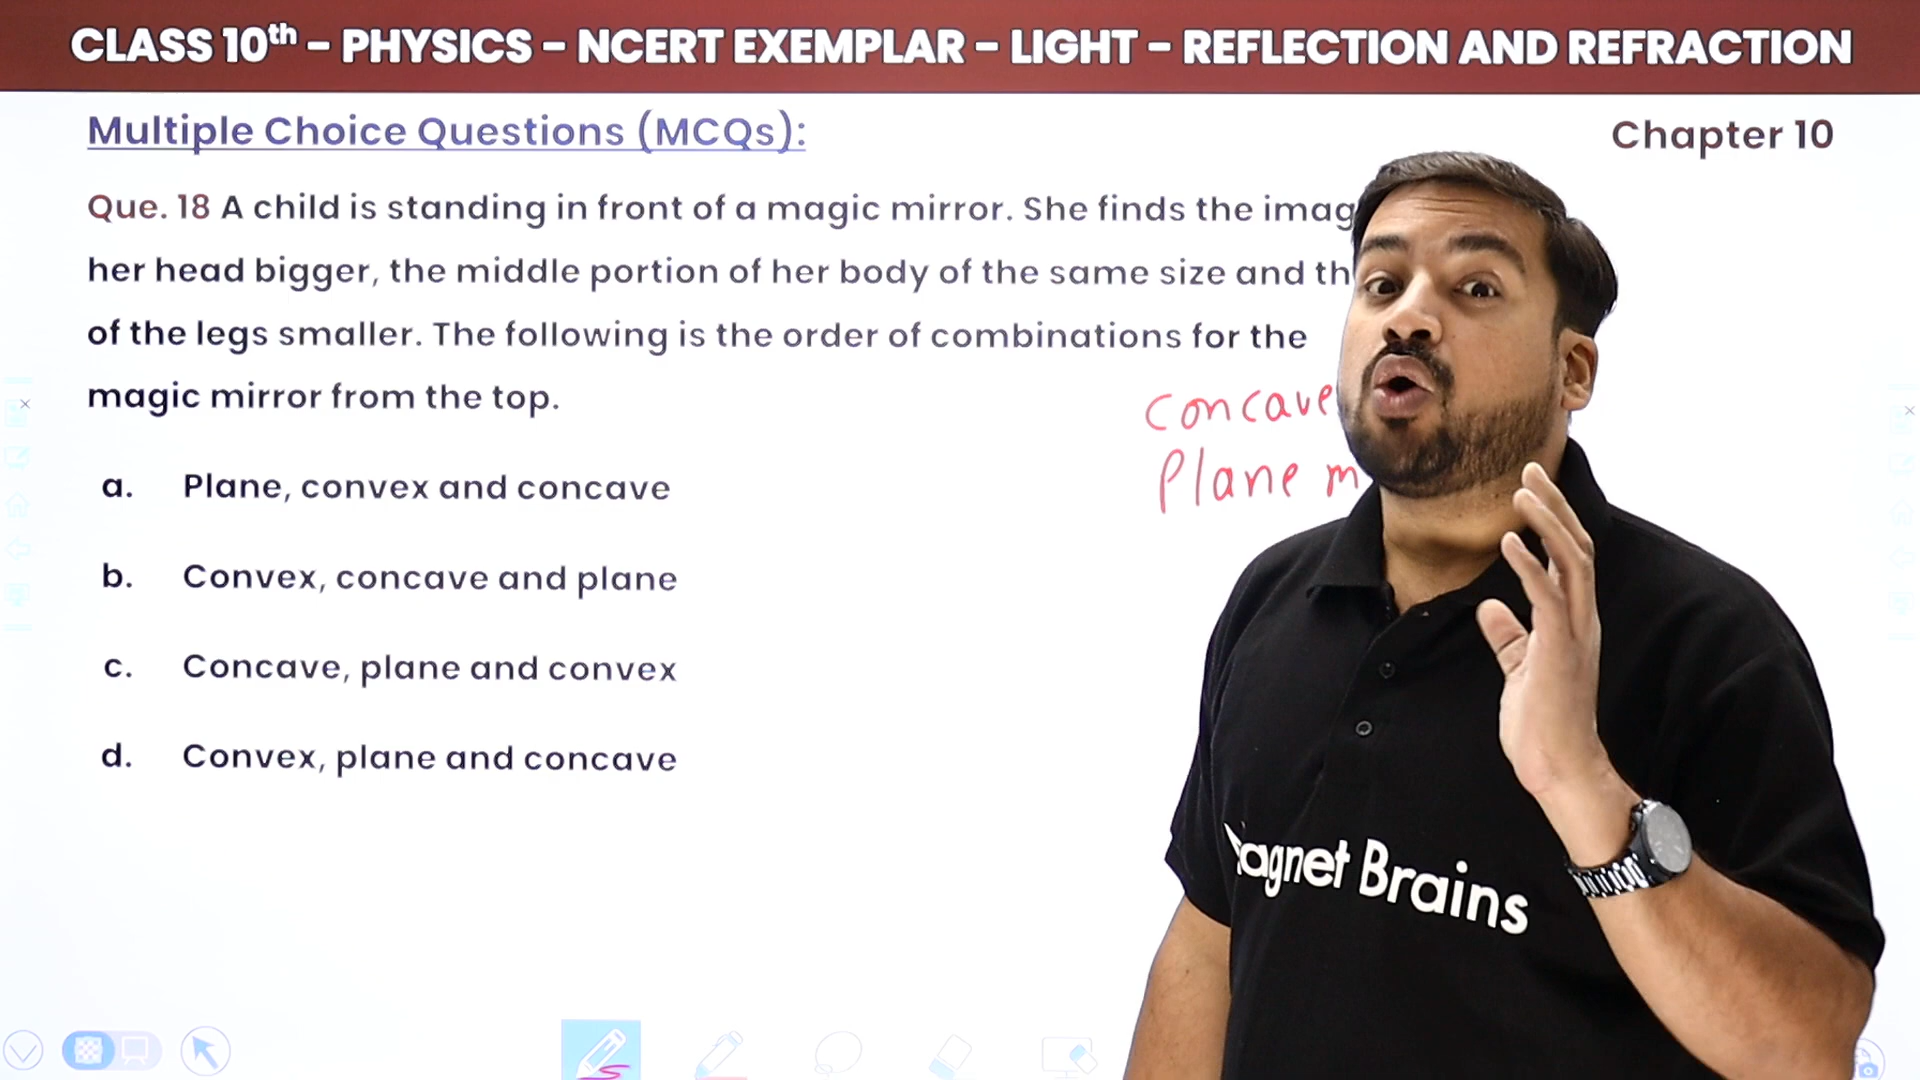 CLASS 10th – PHYSICS – NCERT EXEMPLAR – LIGHT – REFLECTION AND REFRACTION
Multiple Choice Questions (MCQs):
Chapter 10
Que. 18 A child is standing in front of a magic mirror. She finds the imag
her head bigger, the middle portion of her body of the same size and th
of the legs smaller. The following is the order of combinations for the
magic mirror from the top.
concave
Plane m
a. Plane, convex and concave
b. Convex, concave and plane
c. Concave, plane and convex
d. Convex, plane and concave
agnet Brains